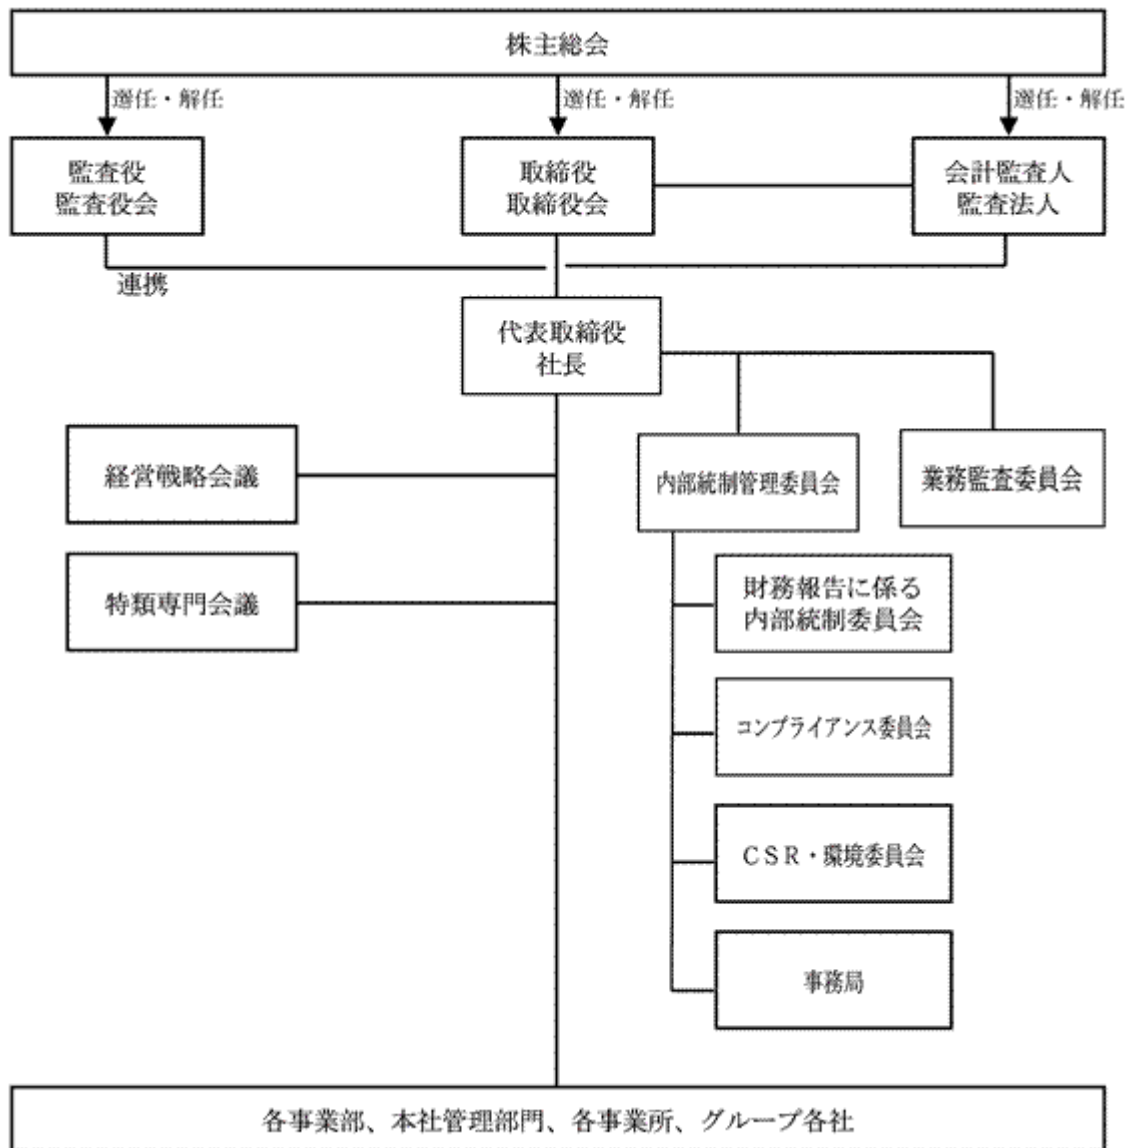 株主総会
選任・解任
選任・解任
選任・解任
監査役
監査役会
取締役
取締役会
会計監査人
監査法人
連携
代表取締役
社長
経営戦略会議
内部統制管理委員会
業務監査委員会
特類専門会議
財務報告に係る
内部統制委員会
コンプライアンス委員会
ＣＳＲ・環境委員会
事務局
各事業部、本社管理部門、各事業所、グループ各社